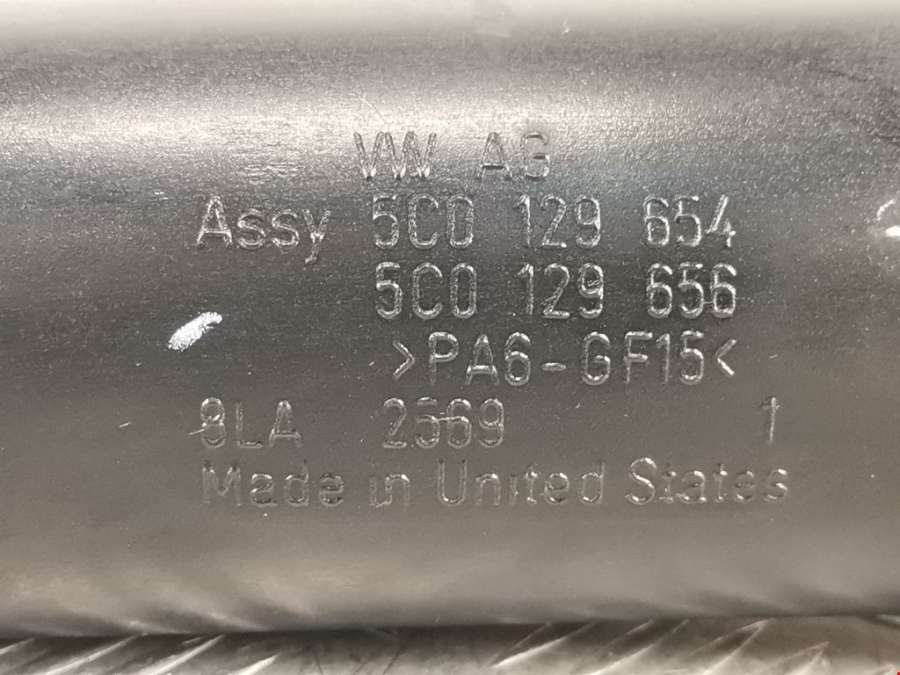 VW AG
Assy 5C0 129 654
5C0 129 656
>PA6-GF15<
8LA 2569 1
Made in United States